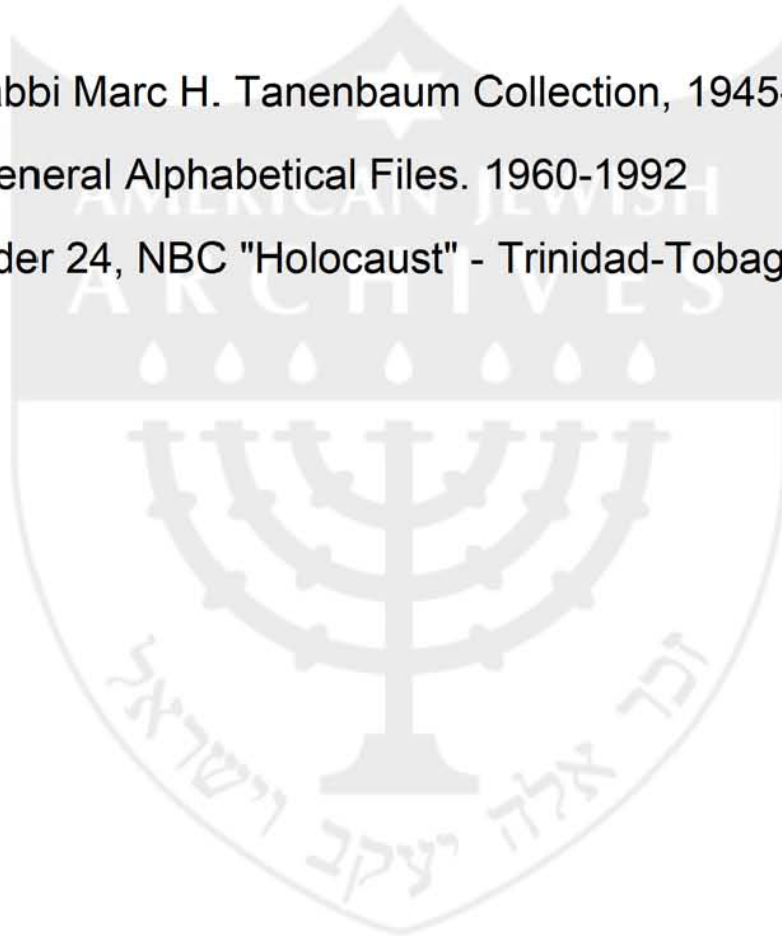 abbi Marc H. Tanenbaum Collection, 1945-
eneral Alphabetical Files. 1960-1992
AMERICAN JEWISH
der 24, NBC "Holocaust" - Trinidad-Tobag
ARCHIVES
זכר אלה יעקב וישראל